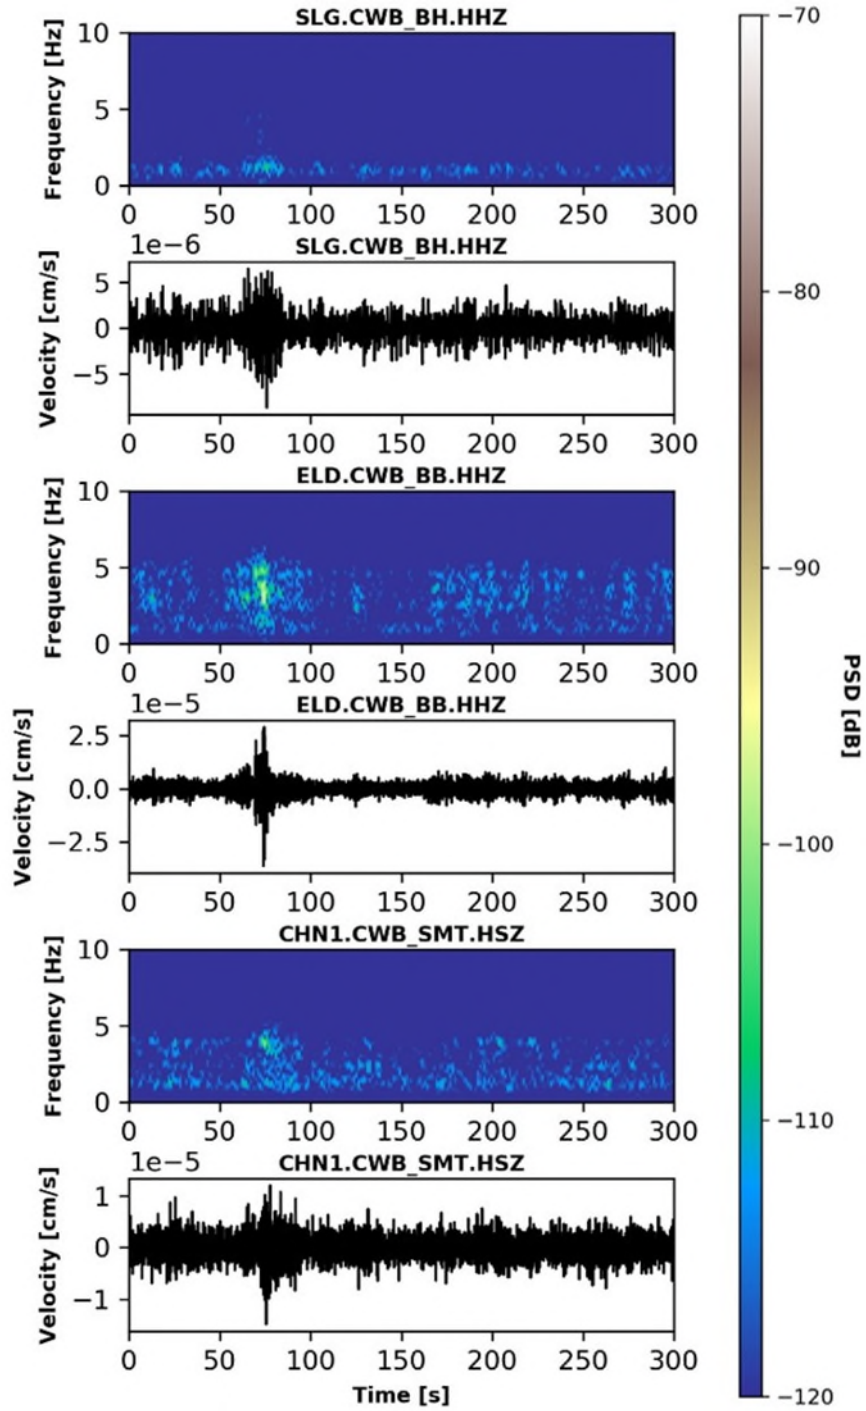 SLG.CWB_BH.HHZ
Frequency [Hz]
10
5
0
0 50 100 150 200 250 300
1e−6
SLG.CWB_BH.HHZ
Velocity [cm/s]
5
0
−5
0 50 100 150 200 250 300
ELD.CWB_BB.HHZ
Frequency [Hz]
10
5
0
0 50 100 150 200 250 300
1e−5
ELD.CWB_BB.HHZ
Velocity [cm/s]
2.5
0.0
−2.5
0 50 100 150 200 250 300
CHN1.CWB_SMT.HSZ
Frequency [Hz]
10
5
0
0 50 100 150 200 250 300
1e−5
CHN1.CWB_SMT.HSZ
Velocity [cm/s]
1
0
−1
0 50 100 150 200 250 300
Time [s]
−70
−80
−90
−100
−110
−120
PSD [dB]